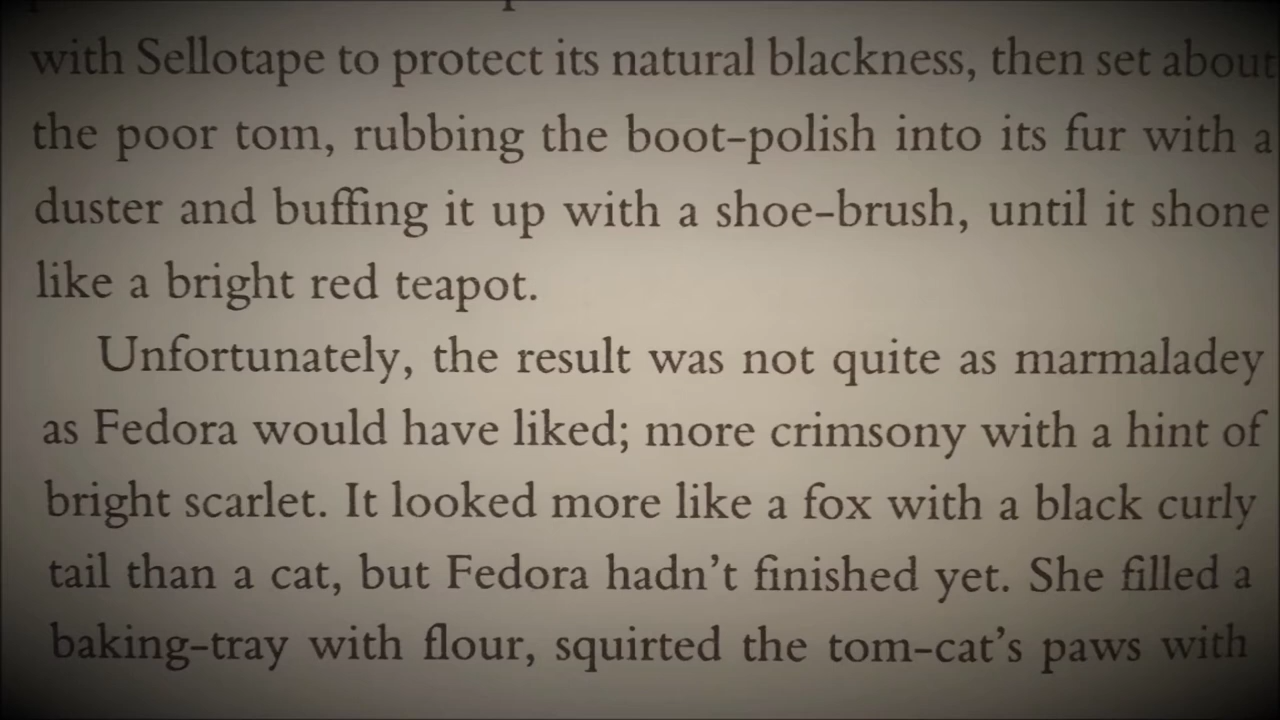 with Sellotape to protect its natural blackness, then set about
the poor tom, rubbing the boot-polish into its fur with a
duster and buffing it up with a shoe-brush, until it shone
like a bright red teapot.
Unfortunately, the result was not quite as marmaladey
as Fedora would have liked; more crimsony with a hint of
bright scarlet. It looked more like a fox with a black curly
tail than a cat, but Fedora hadn't finished yet. She filled a
baking-tray with flour, squirted the tom-cat's paws with